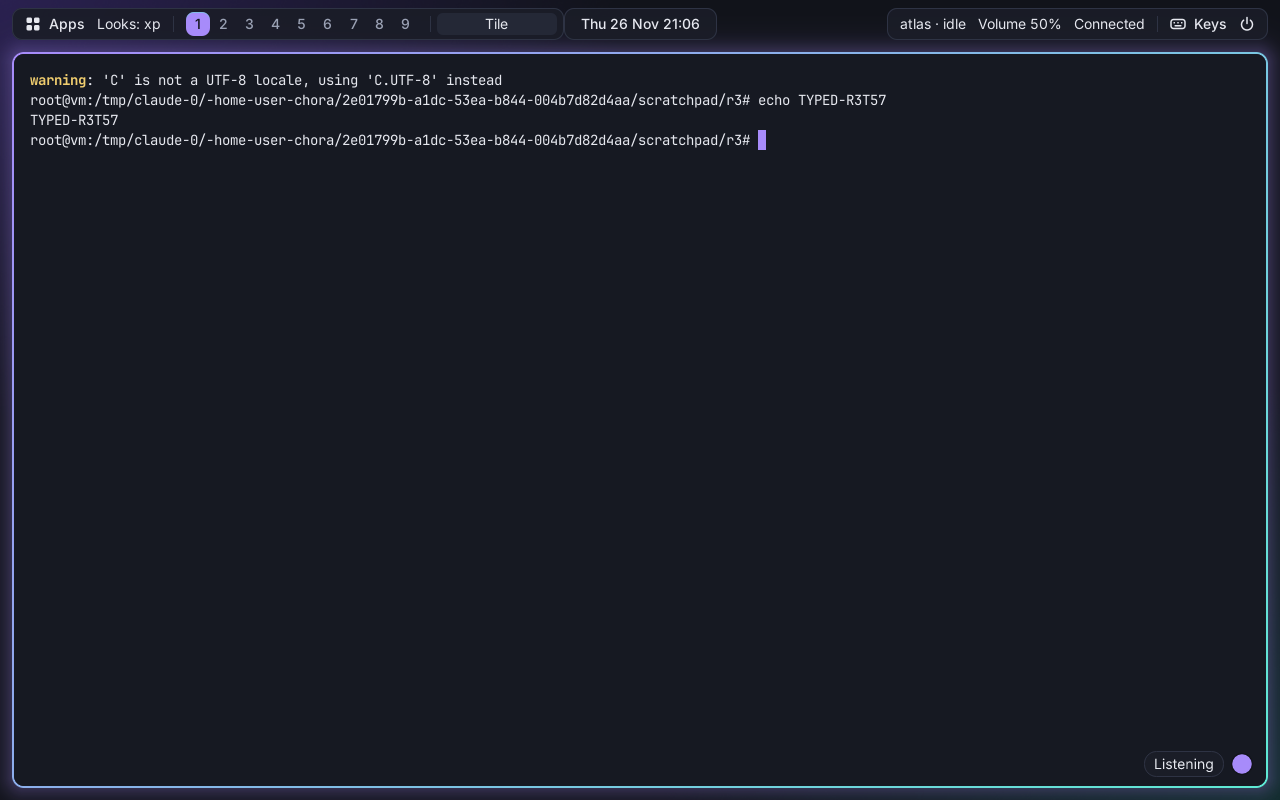 Apps Looks: xp 1 2 3 4 5 6 7 8 9 Tile Thu 26 Nov 21:06 atlas · idle Volume 50% Connected Keys
warning: 'C' is not a UTF-8 locale, using 'C.UTF-8' instead
root@vm:/tmp/claude-0/-home-user-chora/2e01799b-a1dc-53ea-b844-004b7d82d4aa/scratchpad/r3# echo TYPED-R3T57
TYPED-R3T57
root@vm:/tmp/claude-0/-home-user-chora/2e01799b-a1dc-53ea-b844-004b7d82d4aa/scratchpad/r3#
Listening